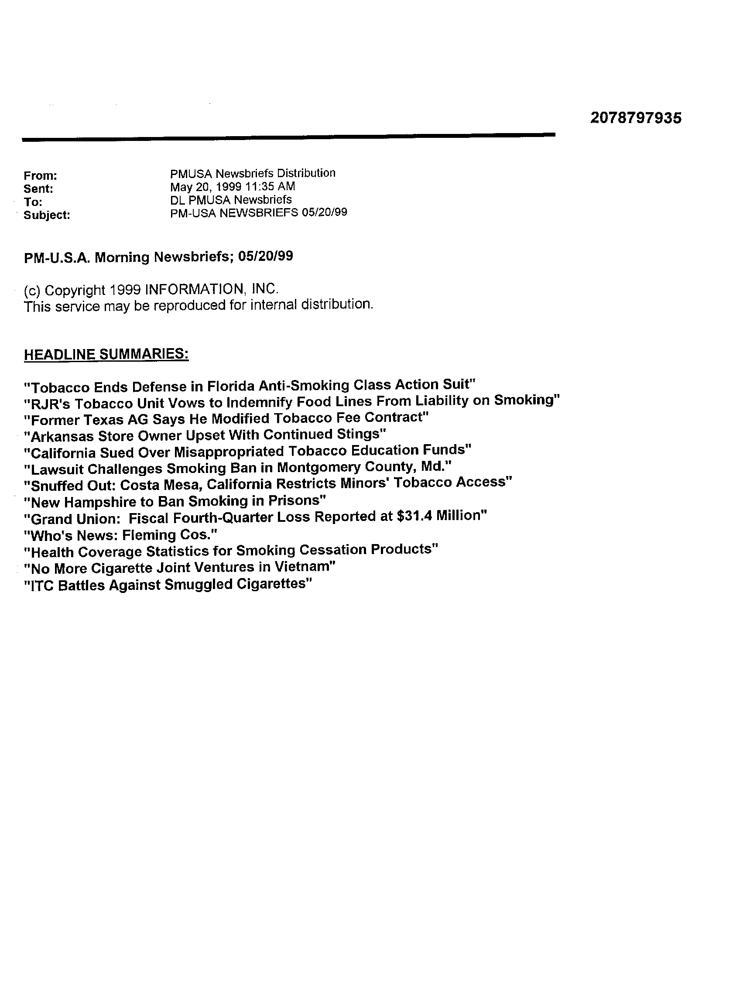 2078797935
From: PMUSA Newsbriefs Distribution
Sent: May 20, 1999 11:35 AM
To: DL PMUSA Newsbriefs
Subject: PM-USA NEWSBRIEFS 05/20/99
PM-U.S.A. Morning Newsbriefs; 05/20/99
(c) Copyright 1999 INFORMATION, INC.
This service may be reproduced for internal distribution.
HEADLINE SUMMARIES:
"Tobacco Ends Defense in Florida Anti-Smoking Class Action Suit"
"RJR's Tobacco Unit Vows to Indemnify Food Lines From Liability on Smoking"
"Former Texas AG Says He Modified Tobacco Fee Contract"
"Arkansas Store Owner Upset With Continued Stings"
"California Sued Over Misappropriated Tobacco Education Funds"
"Lawsuit Challenges Smoking Ban in Montgomery County, Md."
"Snuffed Out: Costa Mesa, California Restricts Minors' Tobacco Access"
"New Hampshire to Ban Smoking in Prisons"
"Grand Union:  Fiscal Fourth-Quarter Loss Reported at $31.4 Million"
"Who's News: Fleming Cos."
"Health Coverage Statistics for Smoking Cessation Products"
"No More Cigarette Joint Ventures in Vietnam"
"ITC Battles Against Smuggled Cigarettes"